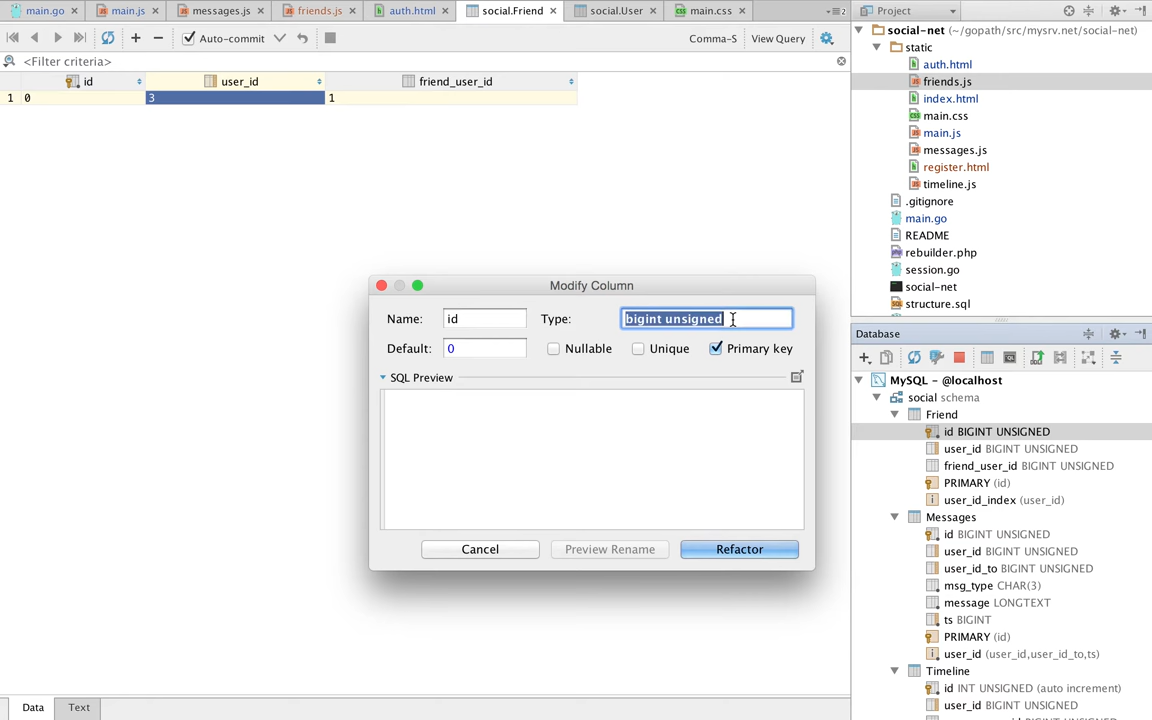 main.go main.js messages.js friends.js auth.html social.Friend social.User main.css
Auto-commit Comma-S View Query
<Filter criteria>
id user_id friend_user_id
1 0 3 1
Modify Column
Name: id Type: bigint unsigned
Default: 0 Nullable Unique Primary key
SQL Preview
Cancel Preview Rename Refactor
Data Text
Project
social-net (~/gopath/src/mysrv.net/social-net)
static
auth.html
friends.js
index.html
main.css
main.js
messages.js
register.html
timeline.js
.gitignore
main.go
README
rebuilder.php
session.go
social-net
structure.sql
Database
MySQL - @localhost
social schema
Friend
id BIGINT UNSIGNED
user_id BIGINT UNSIGNED
friend_user_id BIGINT UNSIGNED
PRIMARY (id)
user_id_index (user_id)
Messages
id BIGINT UNSIGNED
user_id BIGINT UNSIGNED
user_id_to BIGINT UNSIGNED
msg_type CHAR(3)
message LONGTEXT
ts BIGINT
PRIMARY (id)
user_id (user_id,user_id_to,ts)
Timeline
id INT UNSIGNED (auto increment)
user_id BIGINT UNSIGNED